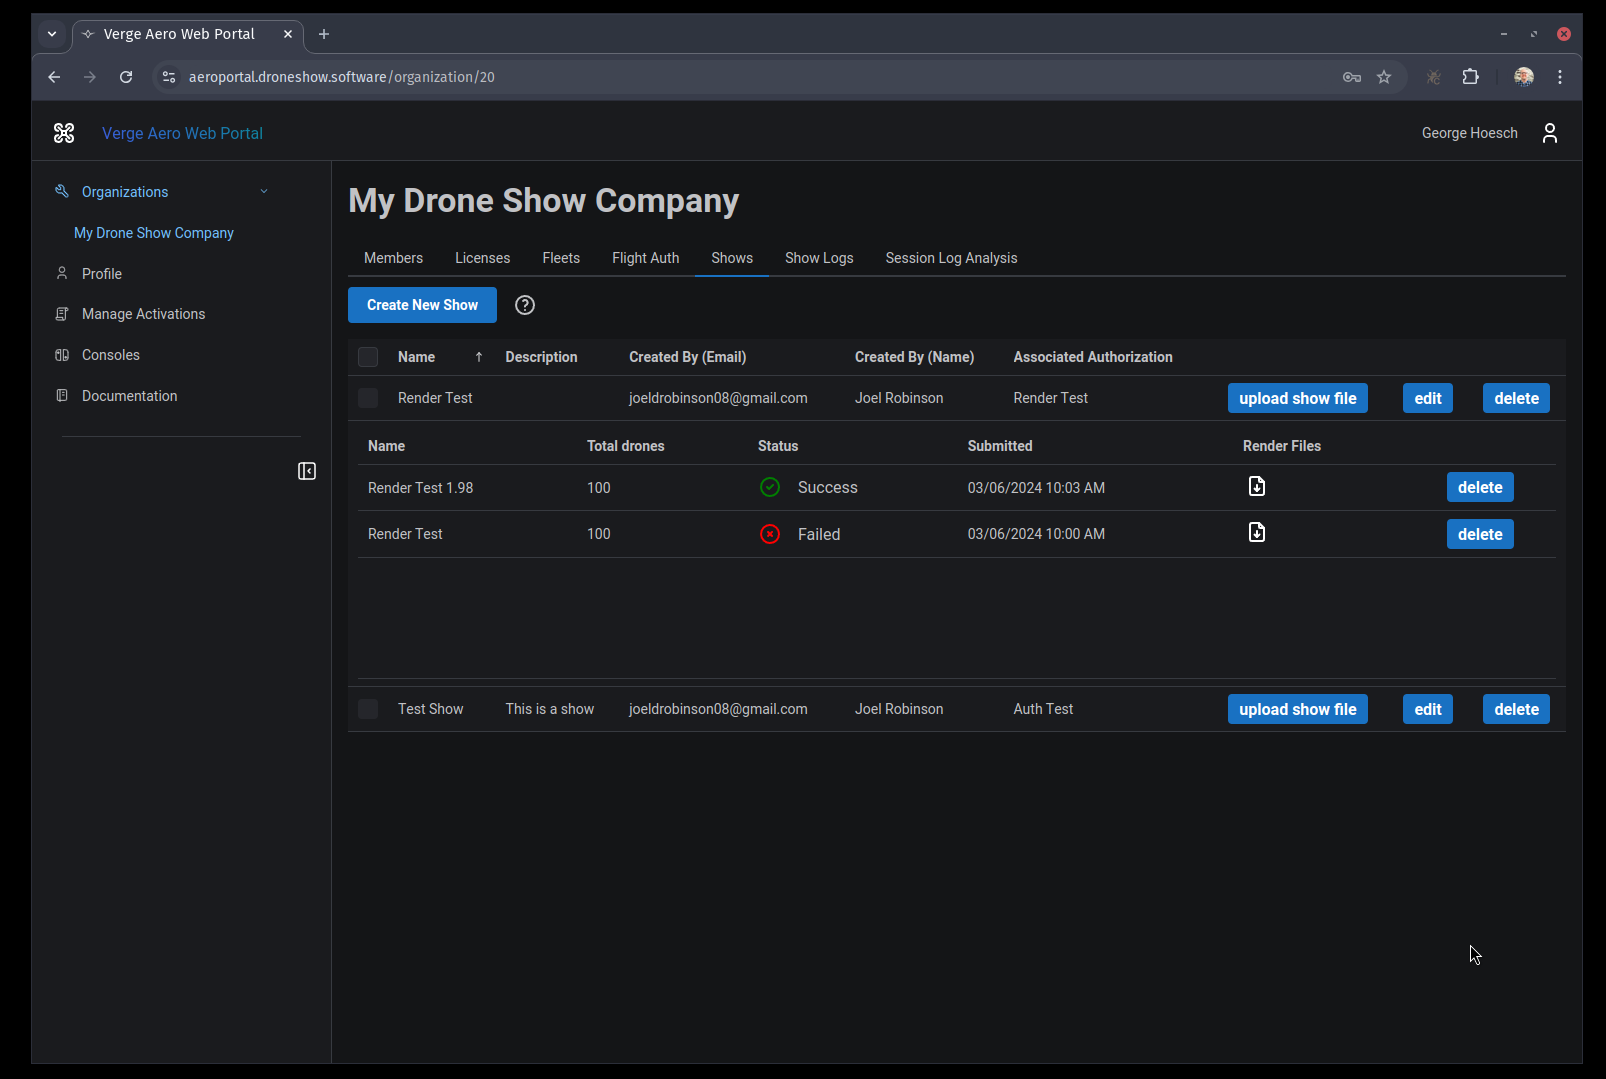 Verge Aero Web Portal
aeroportal.droneshow.software/organization/20
Verge Aero Web Portal
George Hoesch
Organizations
My Drone Show Company
Profile
Manage Activations
Consoles
Documentation
My Drone Show Company
Members Licenses Fleets Flight Auth Shows Show Logs Session Log Analysis
Create New Show ?
Name ↑ Description Created By (Email) Created By (Name) Associated Authorization
Render Test joeldrobinson08@gmail.com Joel Robinson Render Test upload show file edit delete
Name Total drones Status Submitted Render Files
Render Test 1.98 100 Success 03/06/2024 10:03 AM delete
Render Test 100 Failed 03/06/2024 10:00 AM delete
Test Show This is a show joeldrobinson08@gmail.com Joel Robinson Auth Test upload show file edit delete